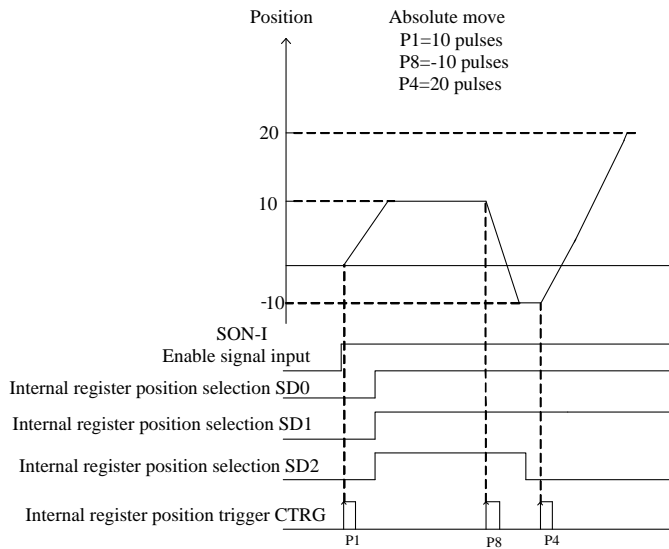 Position
Absolute move
P1=10 pulses
P8=-10 pulses
P4=20 pulses
20
10
-10
SON-I
Enable signal input
Internal register position selection SD0
Internal register position selection SD1
Internal register position selection SD2
Internal register position trigger CTRG
P1
P8
P4